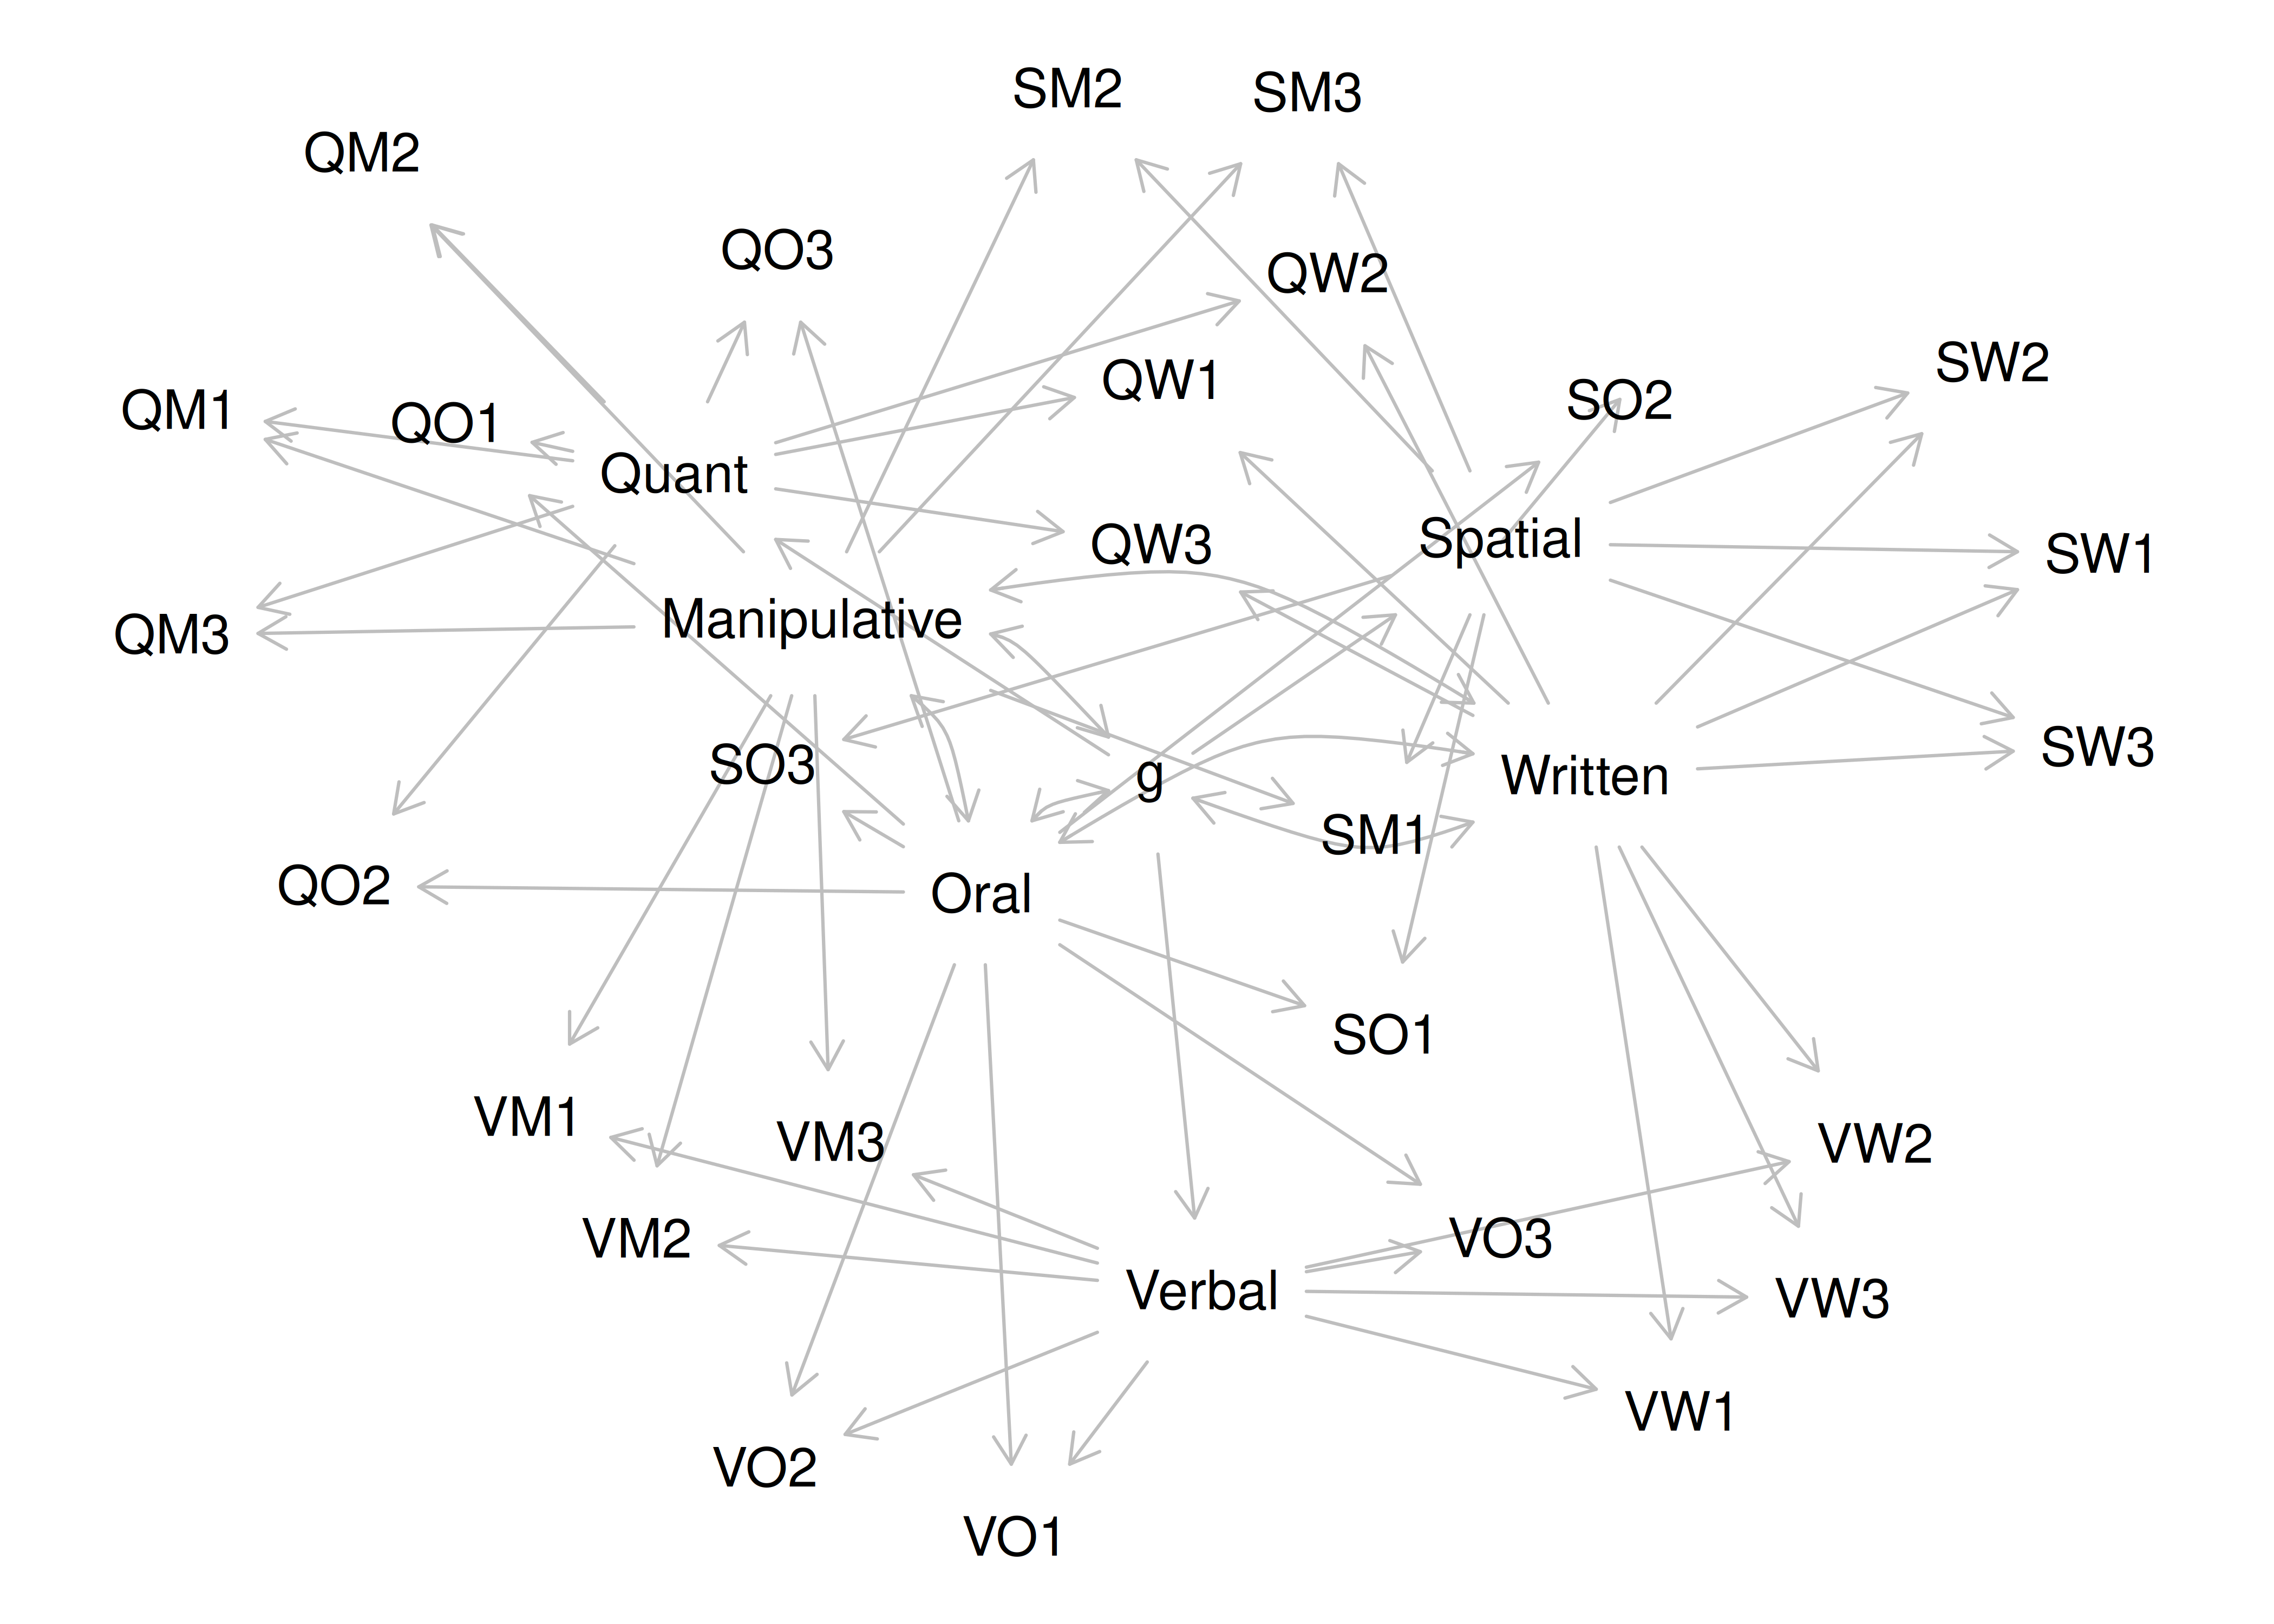 SM2
SM3
QM2
QO3
QW2
SW2
QW1
SO2
QM1
QO1
Quant
Spatial
QW3
SW1
Manipulative
QM3
SW3
SO3
g
Written
SM1
QO2
Oral
SO1
VM1
VM3
VW2
VM2
VO3
Verbal
VW3
VW1
VO2
VO1